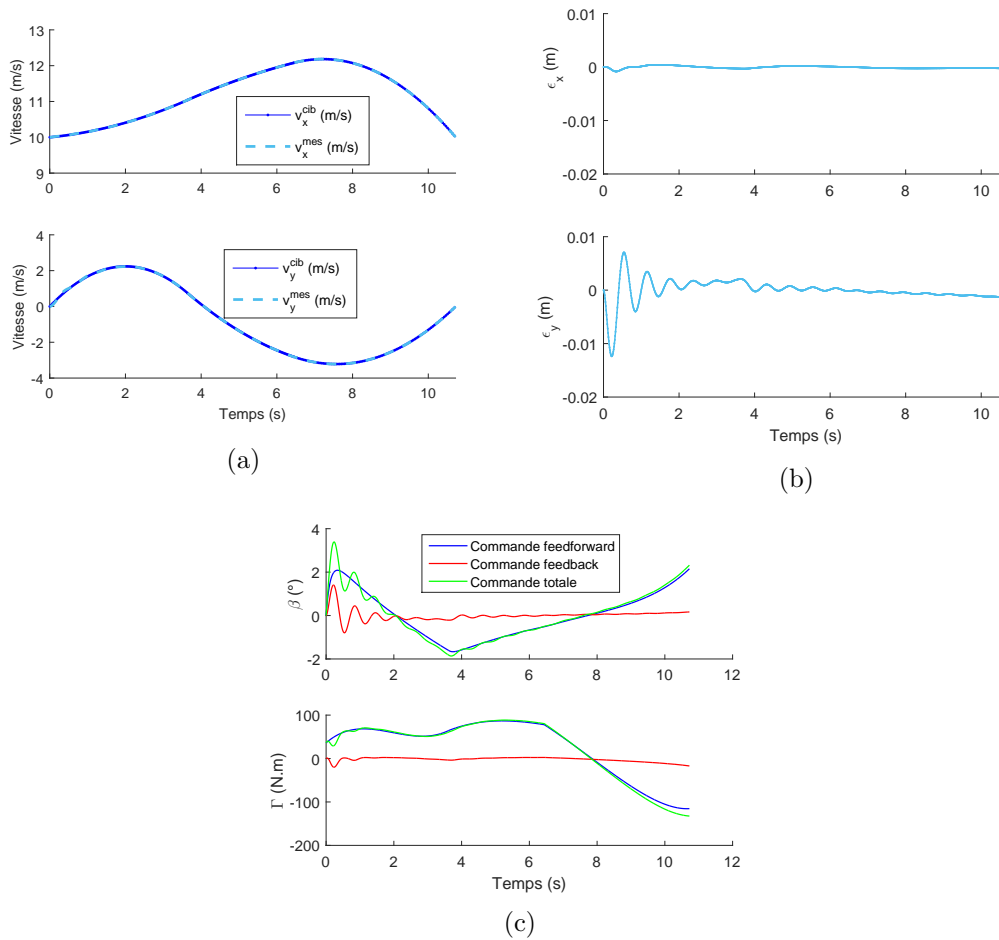 13
12
11
10
9
Vitesse (m/s)
v_x^cib (m/s)
v_x^mes (m/s)
0 2 4 6 8 10
4
2
0
-2
-4
Vitesse (m/s)
v_y^cib (m/s)
v_y^mes (m/s)
0 2 4 6 8 10
Temps (s)
(a)
0.01
0
-0.01
-0.02
ϵ_x (m)
0 2 4 6 8 10
0.01
0
-0.01
-0.02
ϵ_y (m)
0 2 4 6 8 10
Temps (s)
(b)
4
2
0
-2
β (°)
Commande feedforward
Commande feedback
Commande totale
0 2 4 6 8 10 12
100
0
-100
-200
Γ (N.m)
0 2 4 6 8 10 12
Temps (s)
(c)